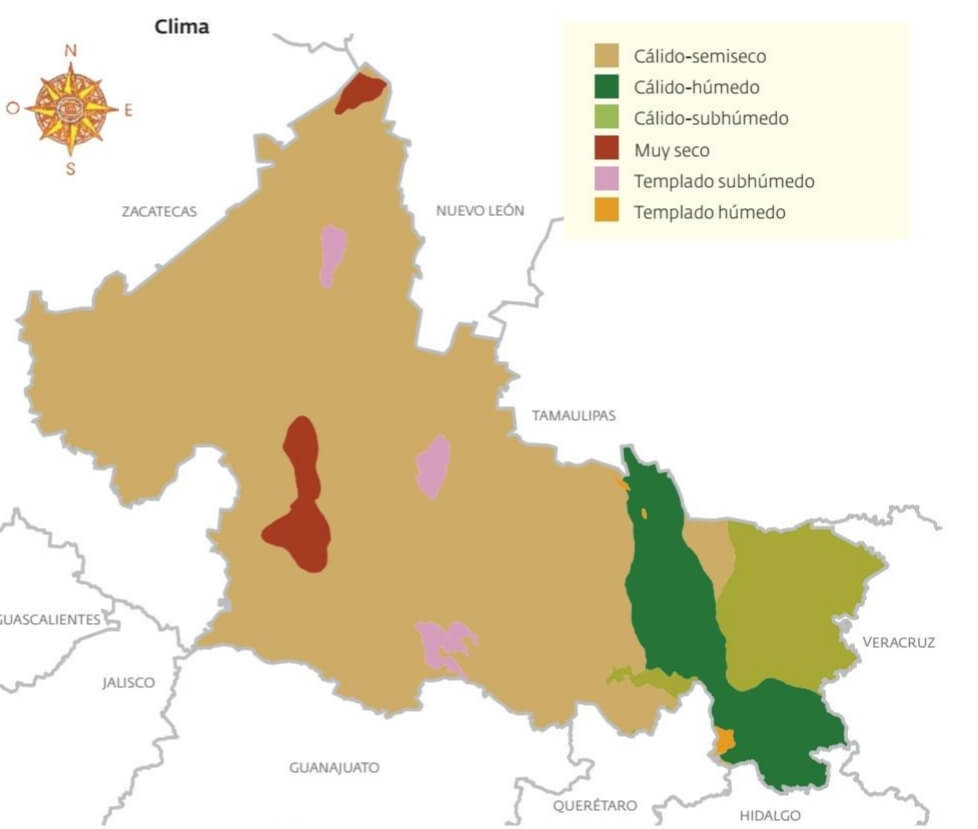 Clima
N
O
E
S
Cálido-semiseco
Cálido-húmedo
Cálido-subhúmedo
Muy seco
Templado subhúmedo
Templado húmedo
ZACATECAS
NUEVO LEÓN
TAMAULIPAS
GUASCALIENTES
VERACRUZ
JALISCO
GUANAJUATO
QUERÉTARO
HIDALGO